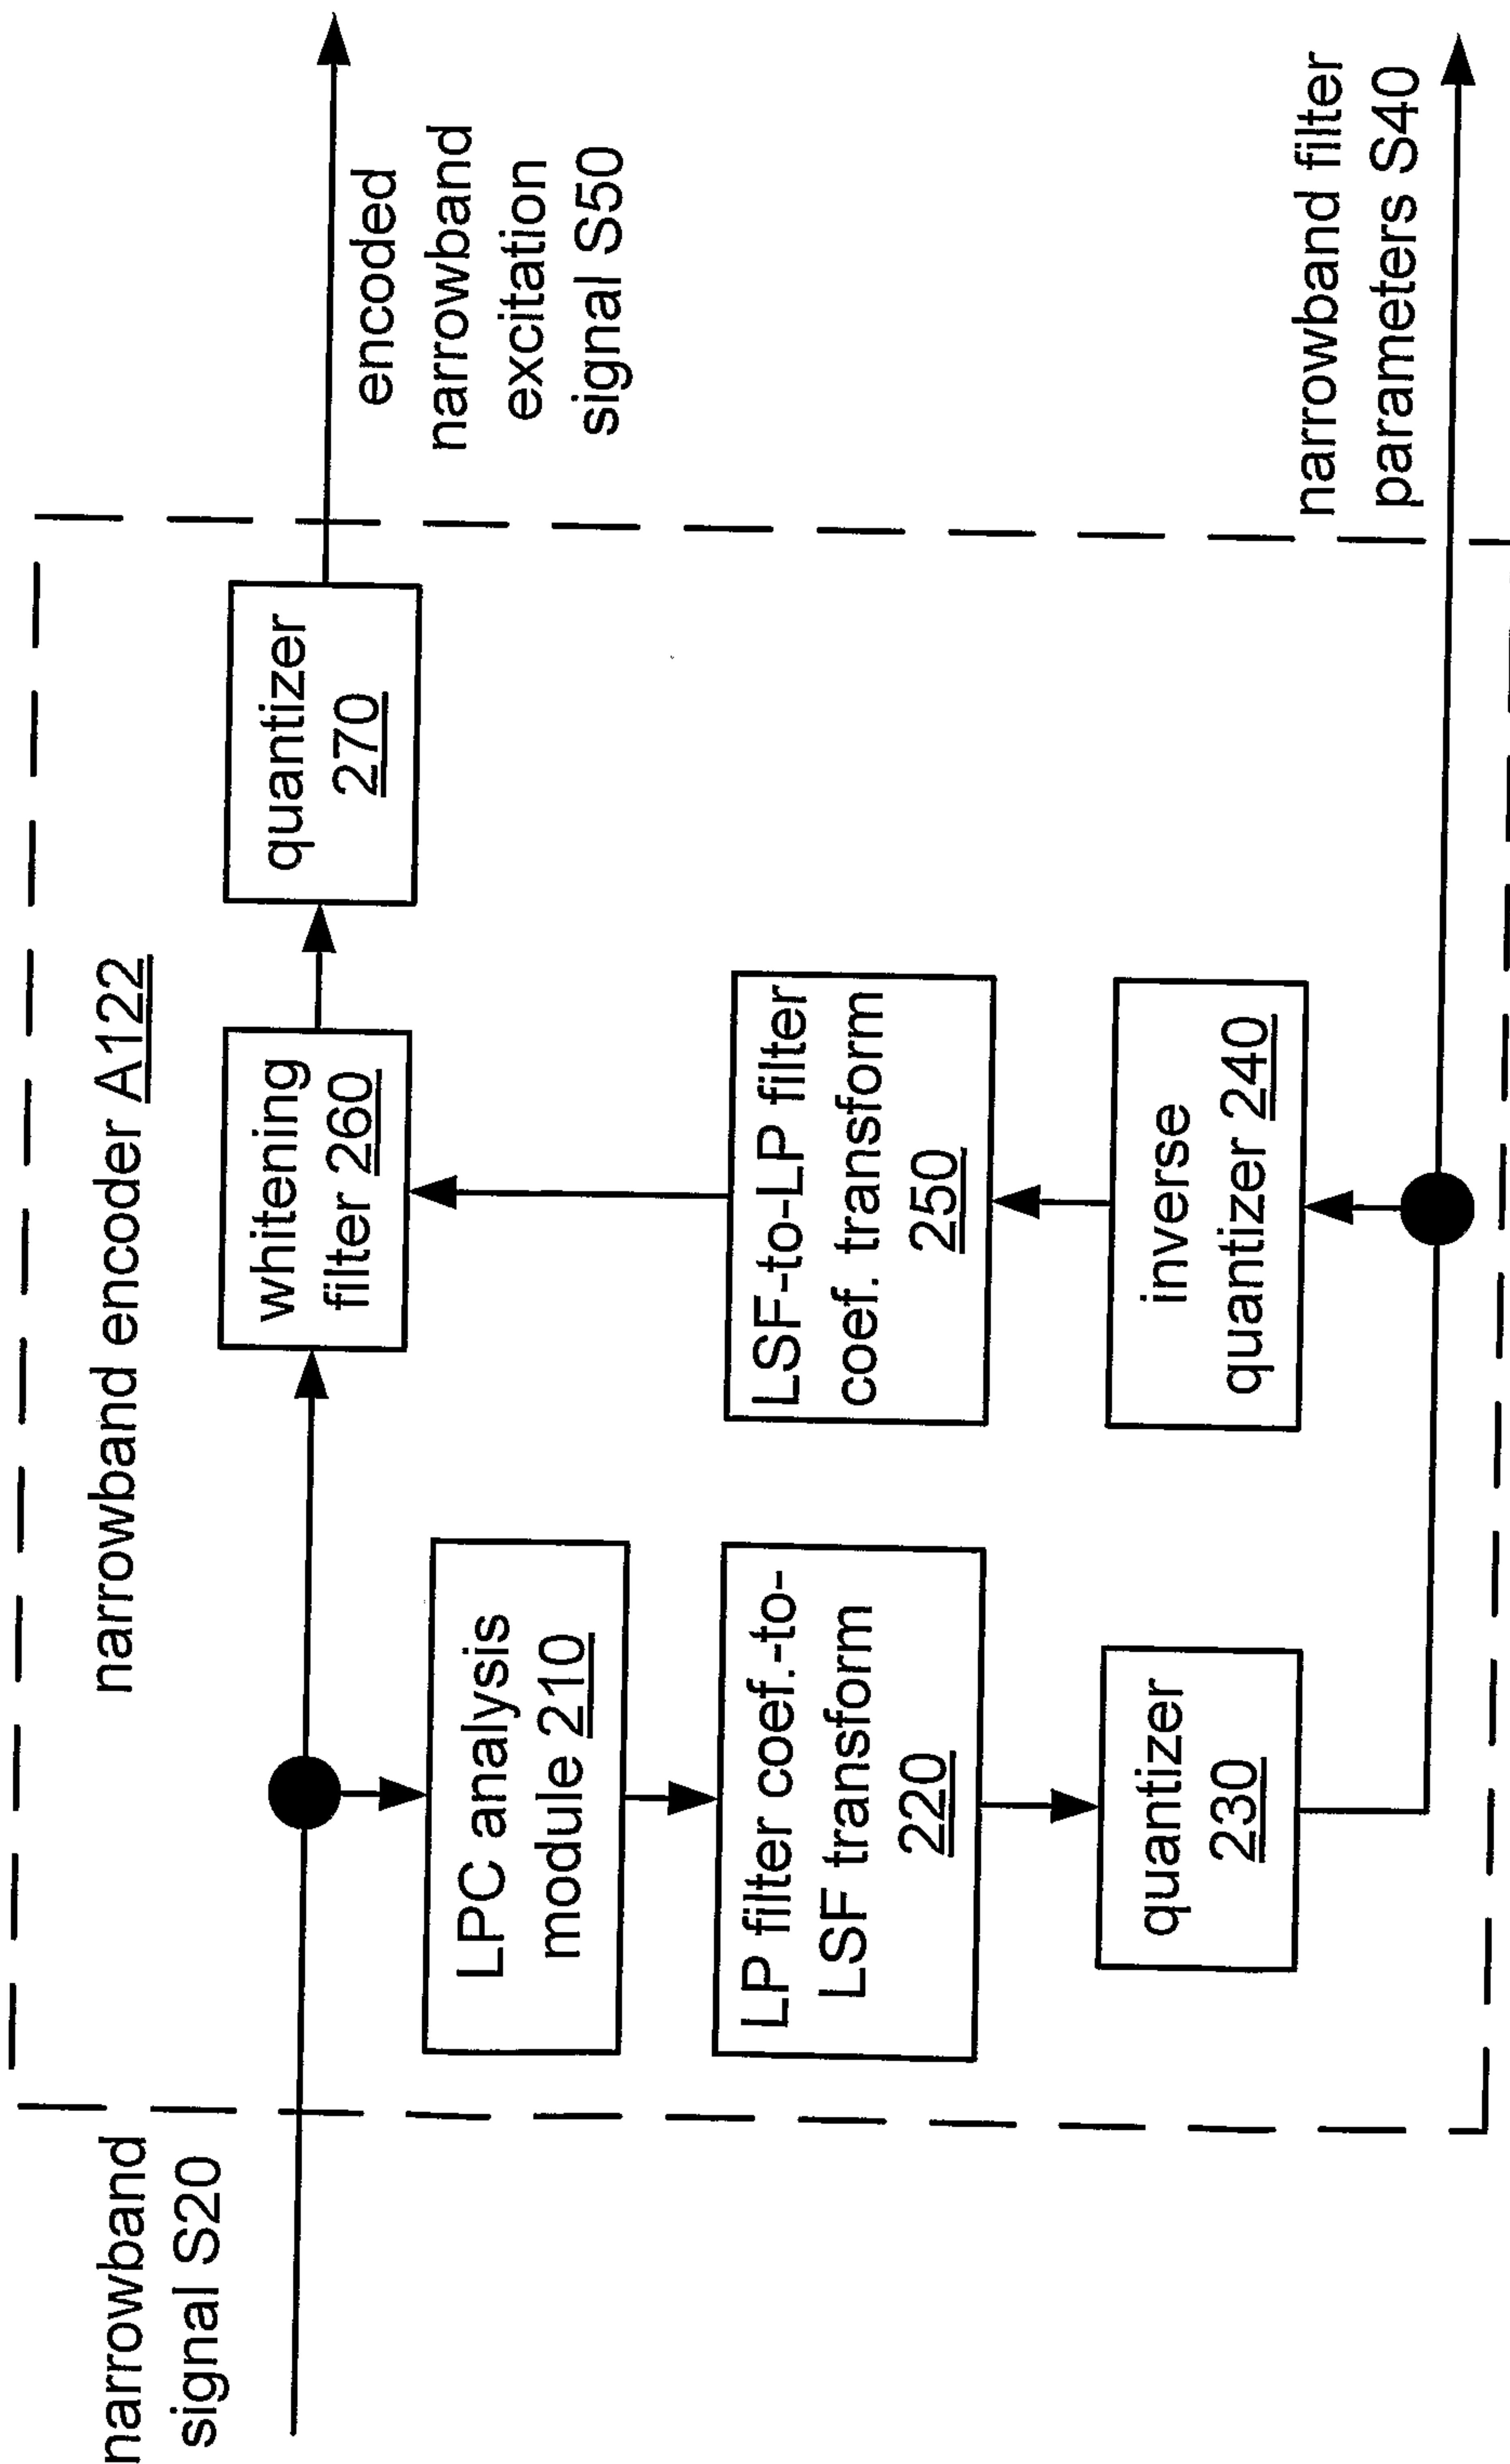 narrowband encoder A122
narrowband
signal S20
whitening
filter 260
quantizer
270
encoded
narrowband
excitation
signal S50
LPC analysis
module 210
LP filter coef.-to-
LSF transform
220
quantizer
230
LSF-to-LP filter
coef. transform
250
inverse
quantizer 240
narrowband filter
parameters S40